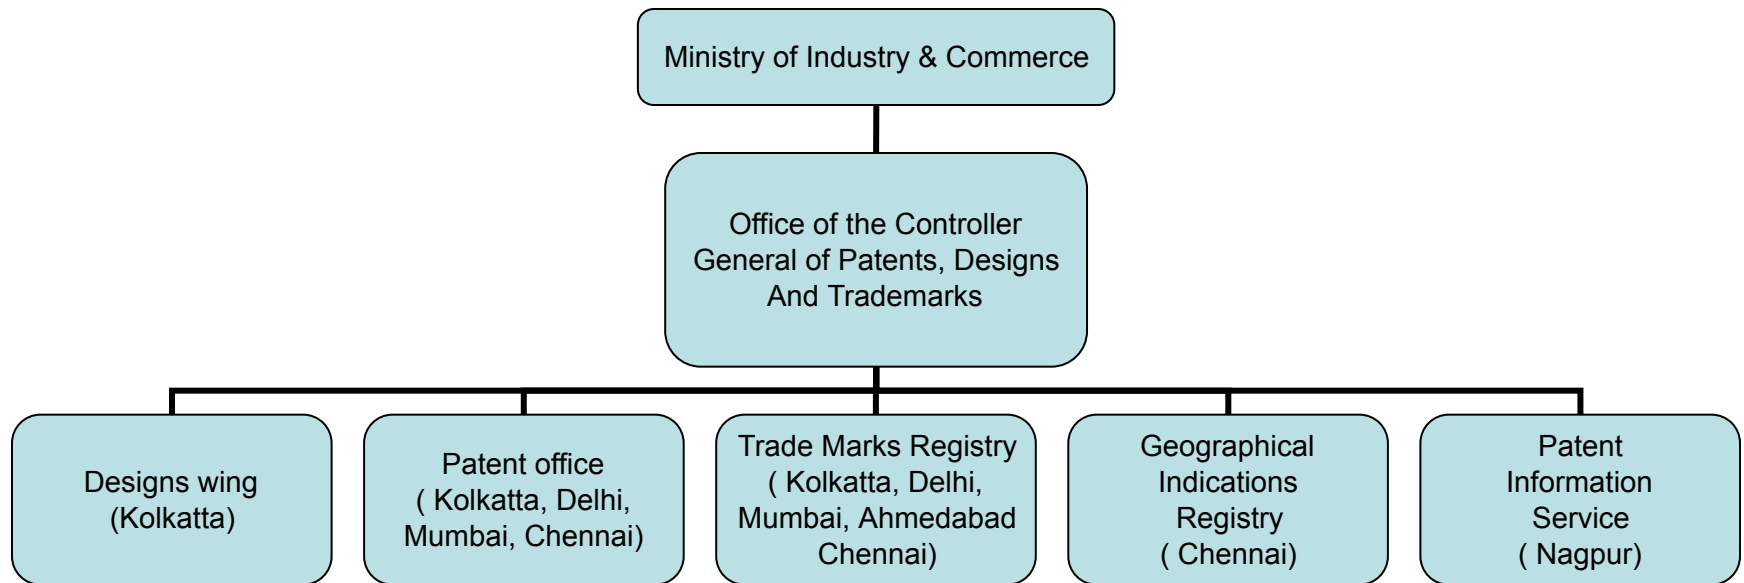 Ministry of Industry & Commerce
Office of the Controller
General of Patents, Designs
And Trademarks
Designs wing
(Kolkatta)
Patent office
( Kolkatta, Delhi,
Mumbai, Chennai)
Trade Marks Registry
( Kolkatta, Delhi,
Mumbai, Ahmedabad
Chennai)
Geographical
Indications
Registry
( Chennai)
Patent
Information
Service
( Nagpur)